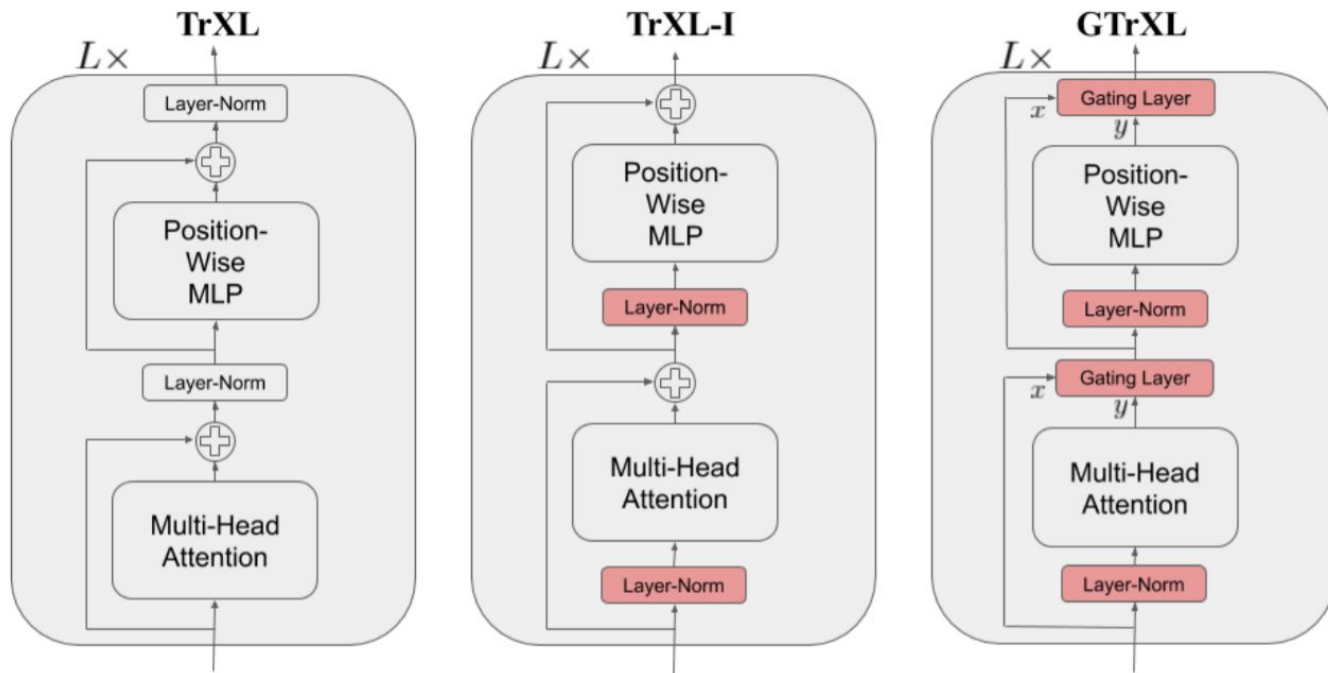 TrXL
L×
Layer-Norm
Position-
Wise
MLP
Layer-Norm
Multi-Head
Attention
TrXL-I
Position-
Wise
MLP
Layer-Norm
Multi-Head
Attention
Layer-Norm
L×
GTrXL
L×
Gating Layer
x
y
Position-
Wise
MLP
Layer-Norm
Gating Layer
x
y
Multi-Head
Attention
Layer-Norm